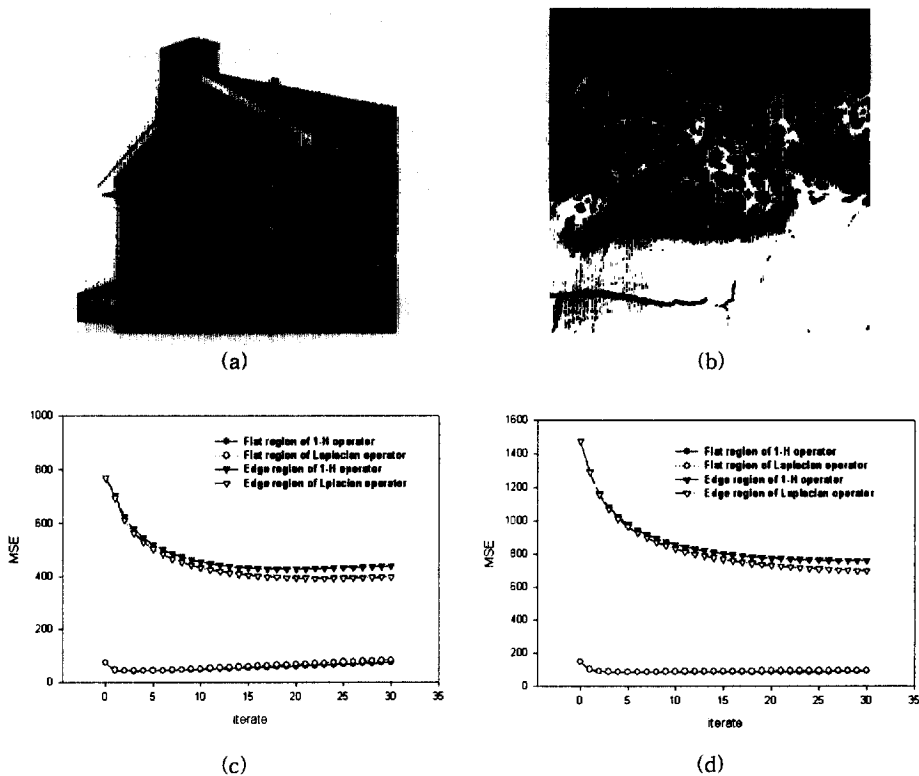 (a)
(b)
1000
800
600
400
200
0
MSE
Flat region of 1-H operator
Flat region of Laplacian operator
Edge region of 1-H operator
Edge region of Lplacian operator
0 5 10 15 20 25 30 35
iterate
1600
1400
1200
1000
800
600
400
200
0
MSE
Flat region of 1-H operator
Flat region of Laplacian operator
Edge region of 1-H operator
Edge region of Laplacian operator
0 5 10 15 20 25 30 35
iterate
(c)
(d)